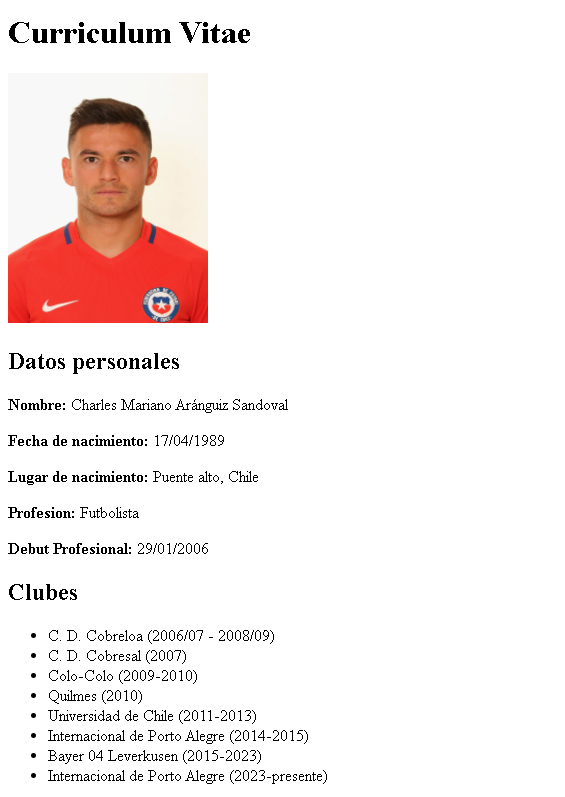 Curriculum Vitae
Datos personales
Nombre: Charles Mariano Aránguiz Sandoval
Fecha de nacimiento: 17/04/1989
Lugar de nacimiento: Puente alto, Chile
Profesion: Futbolista
Debut Profesional: 29/01/2006
Clubes
C. D. Cobreloa (2006/07 - 2008/09)
C. D. Cobresal (2007)
Colo-Colo (2009-2010)
Quilmes (2010)
Universidad de Chile (2011-2013)
Internacional de Porto Alegre (2014-2015)
Bayer 04 Leverkusen (2015-2023)
Internacional de Porto Alegre (2023-presente)